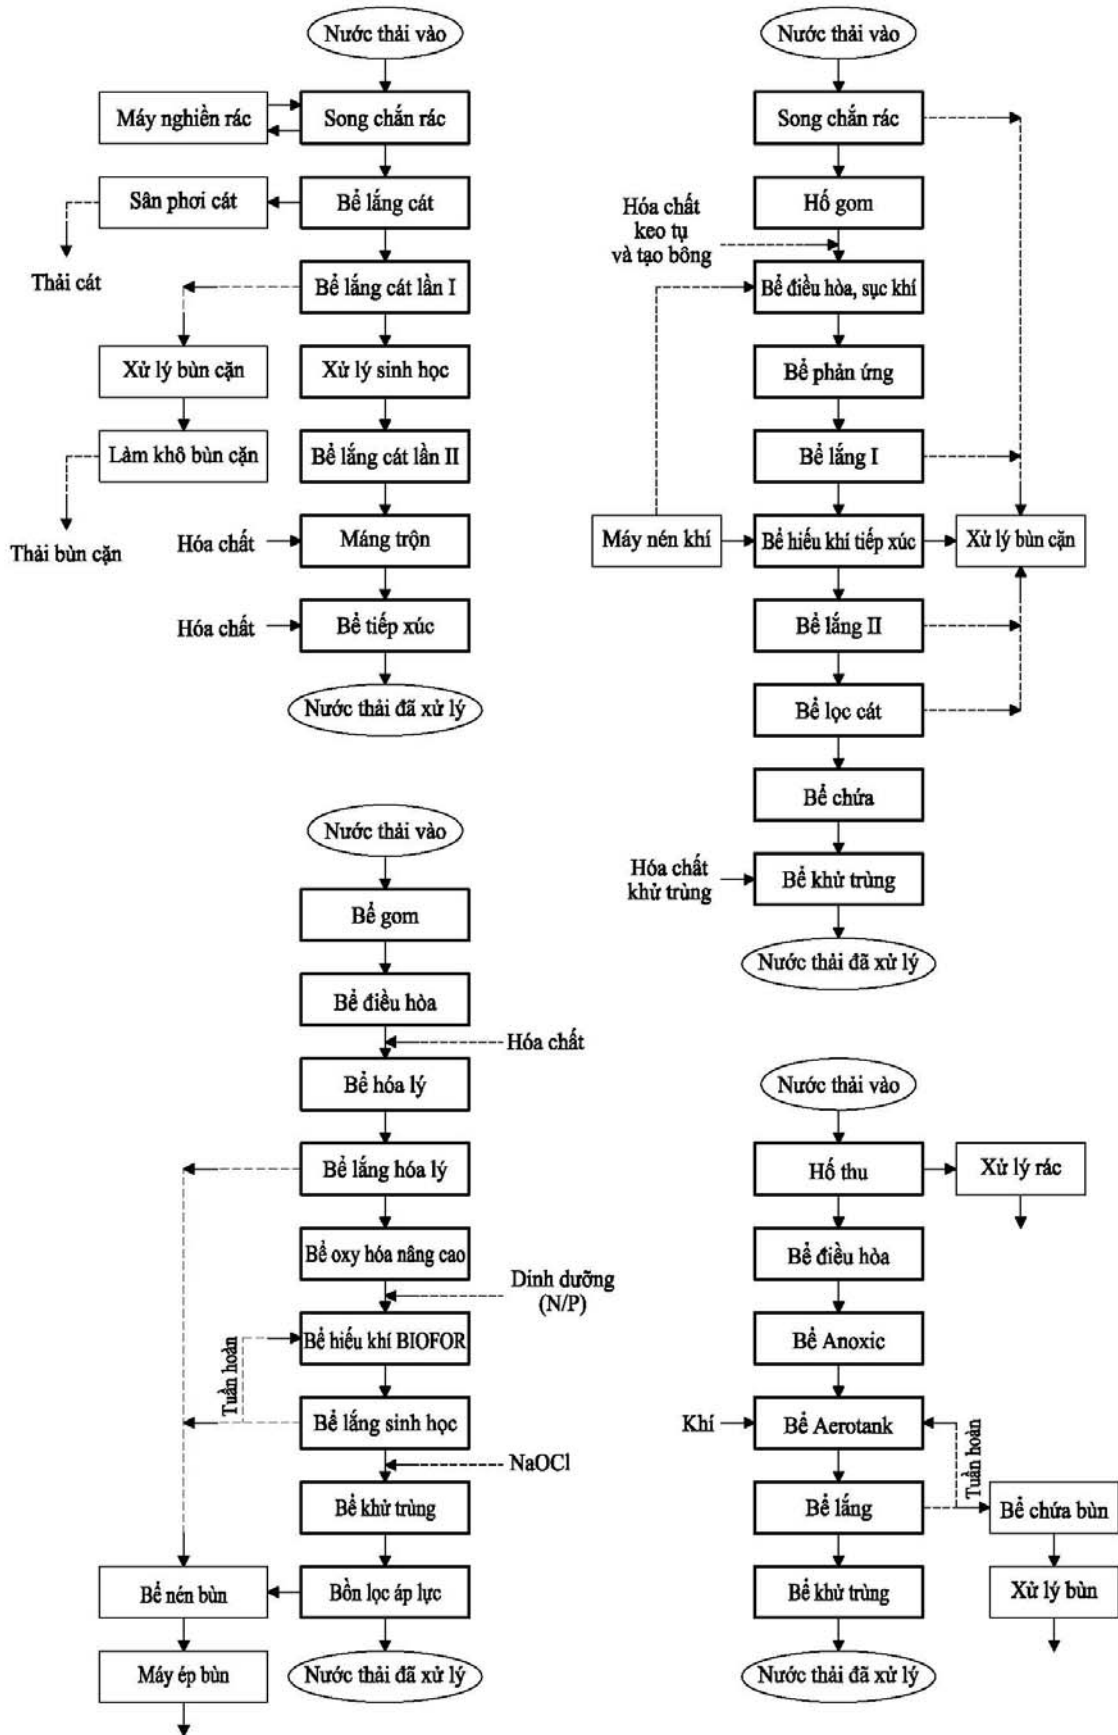 Nước thải vào
Máy nghiền rác
Song chắn rác
Sân phơi cát
Bể lắng cát
Thải cát
Bể lắng cát lần I
Xử lý bùn cặn
Xử lý sinh học
Làm khô bùn cặn
Bể lắng cát lần II
Thải bùn cặn
Hóa chất
Máng trộn
Hóa chất
Bể tiếp xúc
Nước thải đã xử lý
Nước thải vào
Song chắn rác
Hố gom
Hóa chất
keo tụ
và tạo bông
Bể điều hòa, sục khí
Bể phản ứng
Bể lắng I
Máy nén khí
Bể hiếu khí tiếp xúc
Xử lý bùn cặn
Bể lắng II
Bể lọc cát
Bể chứa
Hóa chất
khử trùng
Bể khử trùng
Nước thải đã xử lý
Nước thải vào
Bể gom
Bể điều hòa
Hóa chất
Bể hóa lý
Bể lắng hóa lý
Bể oxy hóa nâng cao
Dinh dưỡng
(N/P)
Bể hiếu khí BIOFOR
Tuần hoàn
Bể lắng sinh học
NaOCl
Bể khử trùng
Bể nén bùn
Bồn lọc áp lực
Máy ép bùn
Nước thải đã xử lý
Nước thải vào
Hố thu
Xử lý rác
Bể điều hòa
Bể Anoxic
Khí
Bể Aerotank
Tuần hoàn
Bể lắng
Bể chứa bùn
Bể khử trùng
Xử lý bùn
Nước thải đã xử lý